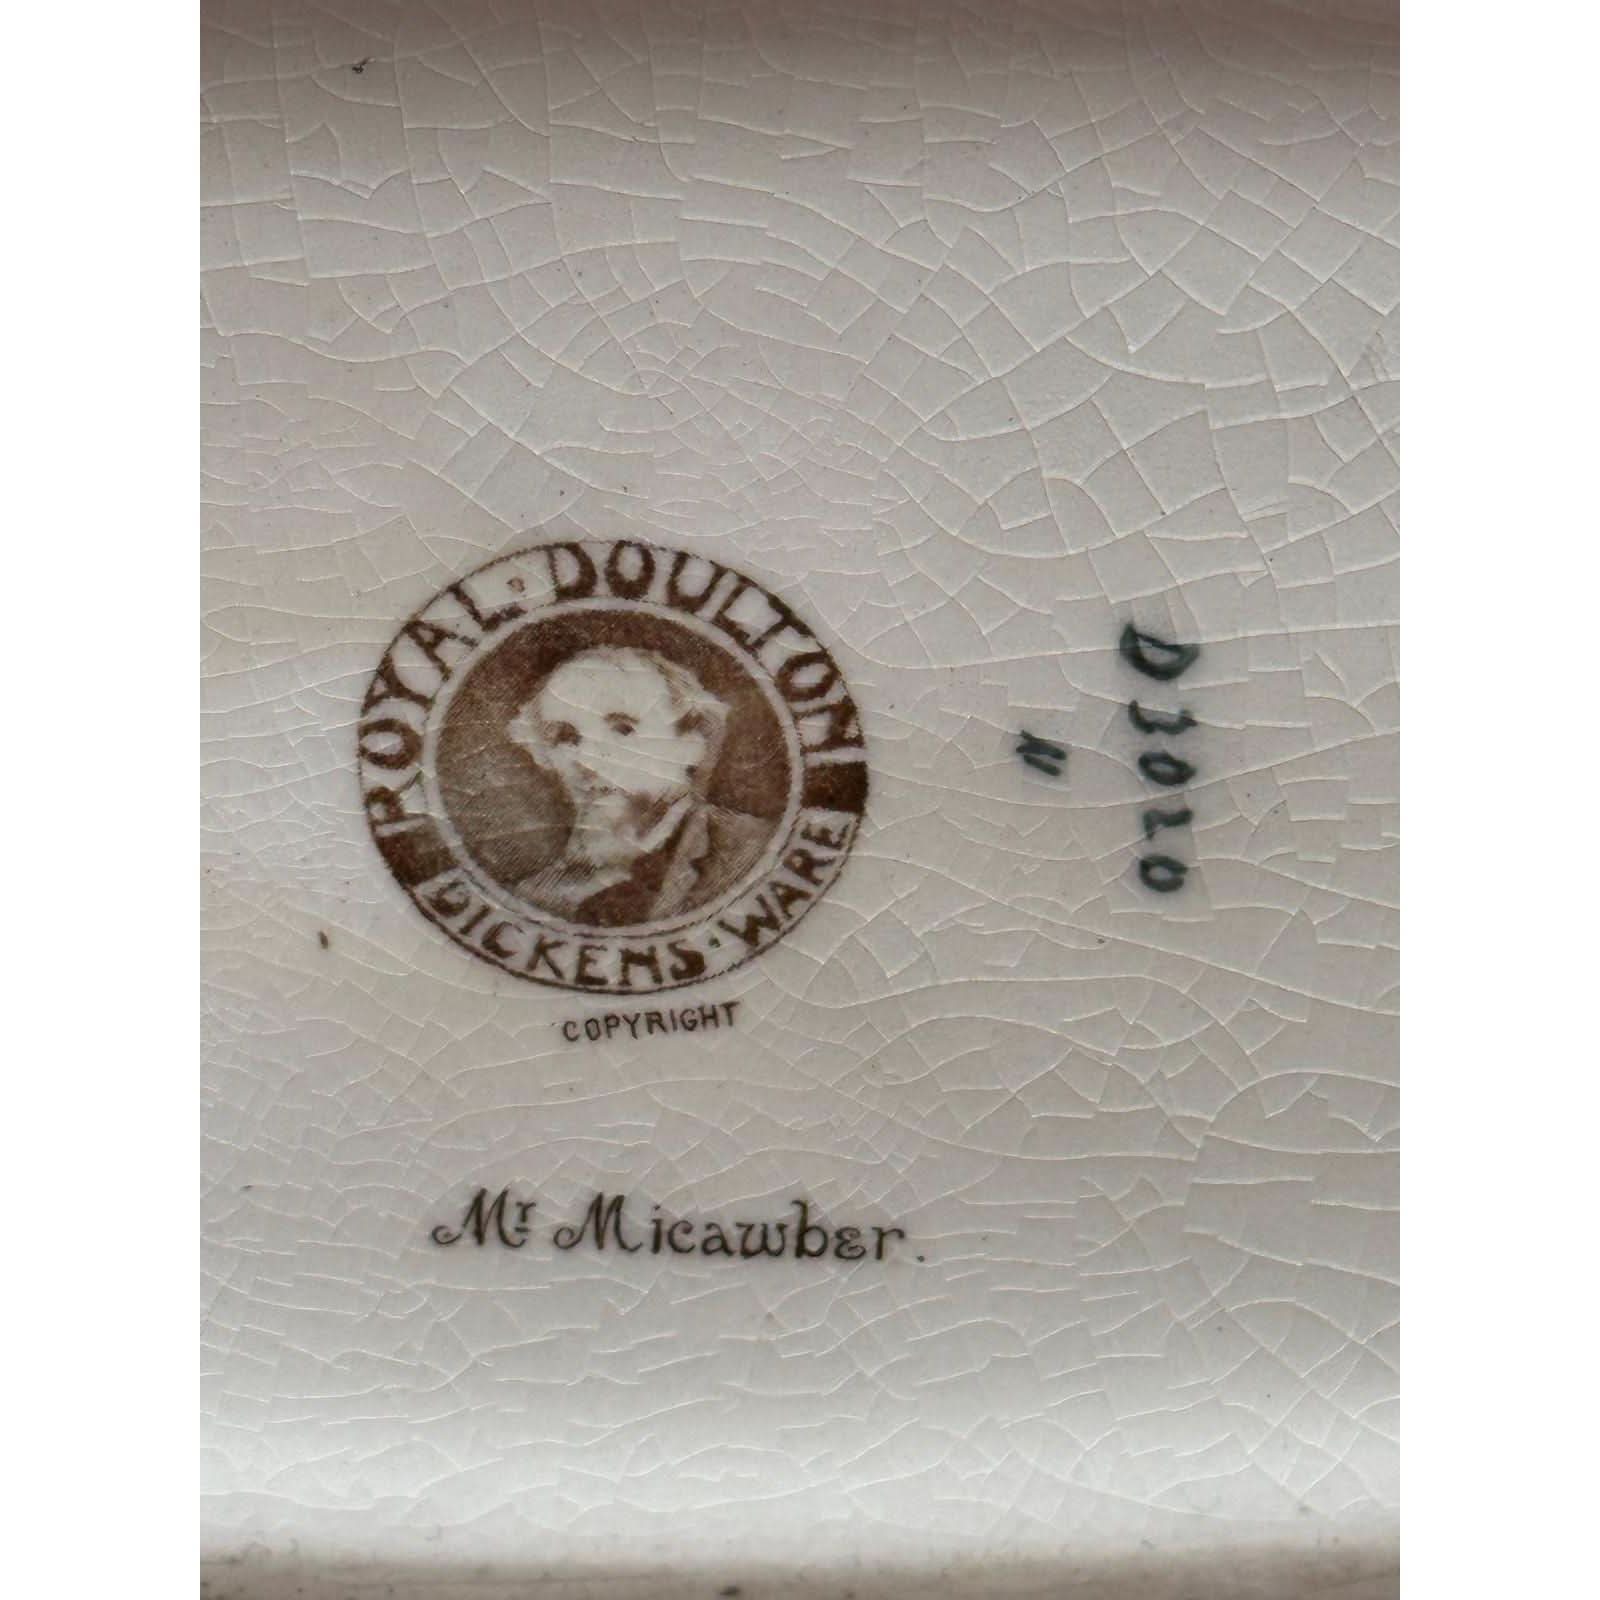 ROYAL · DOULTON
DICKENS · WARE
COPYRIGHT
Mr Micawber.
D3020
N